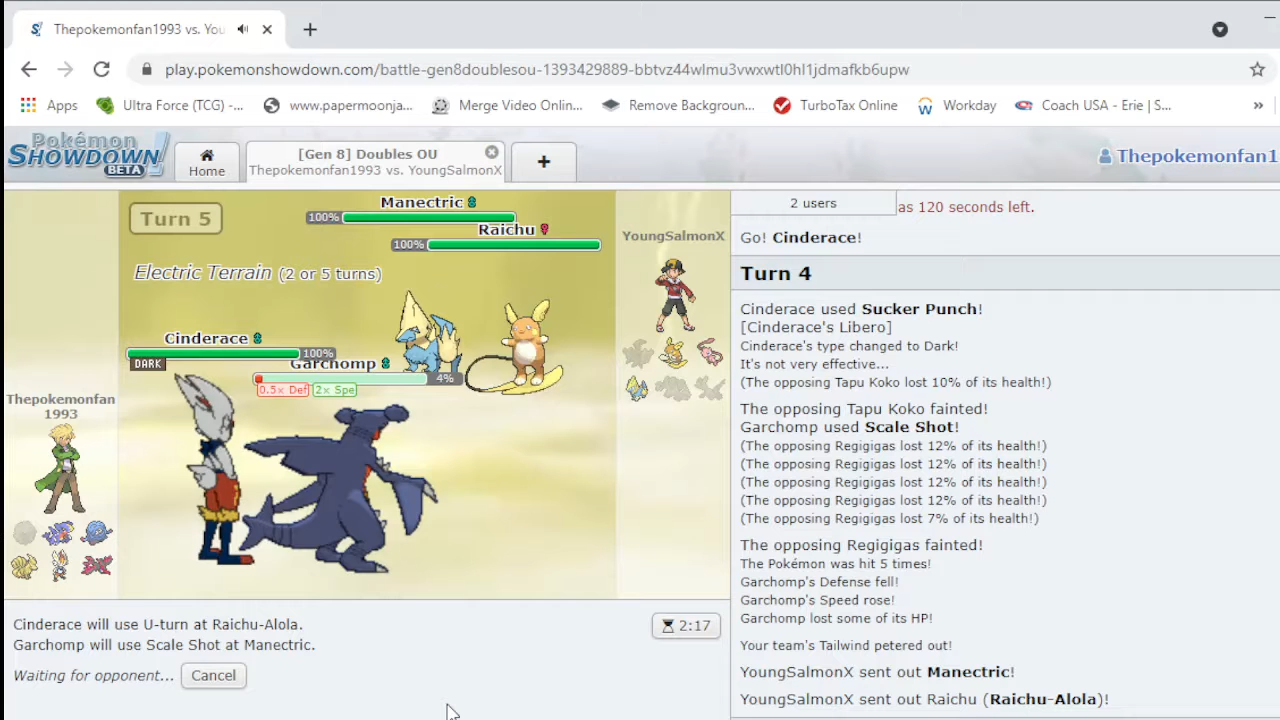 Thepokemonfan1993 vs. You
play.pokemonshowdown.com/battle-gen8doublesou-1393429889-bbtvz44wlmu3vwxwtl0hl1jdmafkb6upw
Apps Ultra Force (TCG) -... www.papermoonja... Merge Video Onlin... Remove Backgroun... TurboTax Online Workday Coach USA - Erie | S... »
Pokémon
SHOWDOWN
BETA
Home
[Gen 8] Doubles OU
Thepokemonfan1993 vs. YoungSalmonX
+
Thepokemonfan1
Turn 5
Manectric
100%
Raichu
100%
Electric Terrain (2 or 5 turns)
Cinderace
100%
DARK
Garchomp
4%
0.5× Def 2× Spe
Thepokemonfan
1993
YoungSalmonX
Cinderace will use U-turn at Raichu-Alola.
Garchomp will use Scale Shot at Manectric.
Waiting for opponent... Cancel
2:17
2 users
as 120 seconds left.
Go! Cinderace!
Turn 4
Cinderace used Sucker Punch!
[Cinderace's Libero]
Cinderace's type changed to Dark!
It's not very effective...
(The opposing Tapu Koko lost 10% of its health!)
The opposing Tapu Koko fainted!
Garchomp used Scale Shot!
(The opposing Regigigas lost 12% of its health!)
(The opposing Regigigas lost 12% of its health!)
(The opposing Regigigas lost 12% of its health!)
(The opposing Regigigas lost 12% of its health!)
(The opposing Regigigas lost 7% of its health!)
The opposing Regigigas fainted!
The Pokémon was hit 5 times!
Garchomp's Defense fell!
Garchomp's Speed rose!
Garchomp lost some of its HP!
Your team's Tailwind petered out!
YoungSalmonX sent out Manectric!
YoungSalmonX sent out Raichu (Raichu-Alola)!